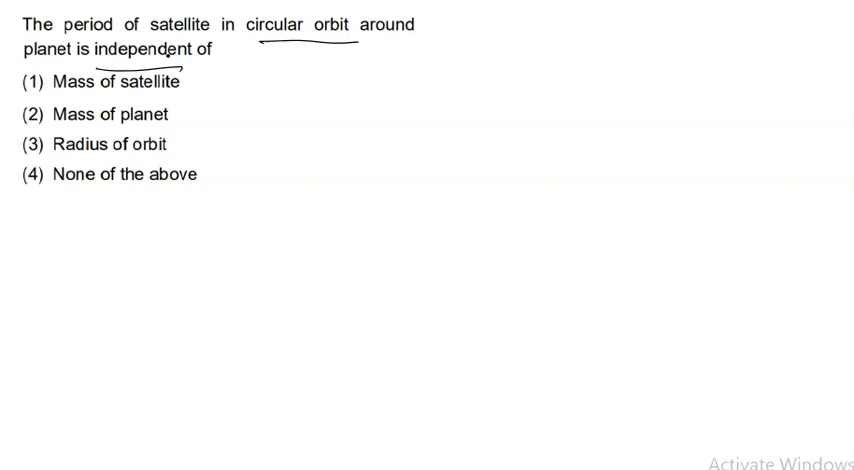 The period of satellite in circular orbit around
planet is independent of
(1) Mass of satellite
(2) Mass of planet
(3) Radius of orbit
(4) None of the above
Activate Windows